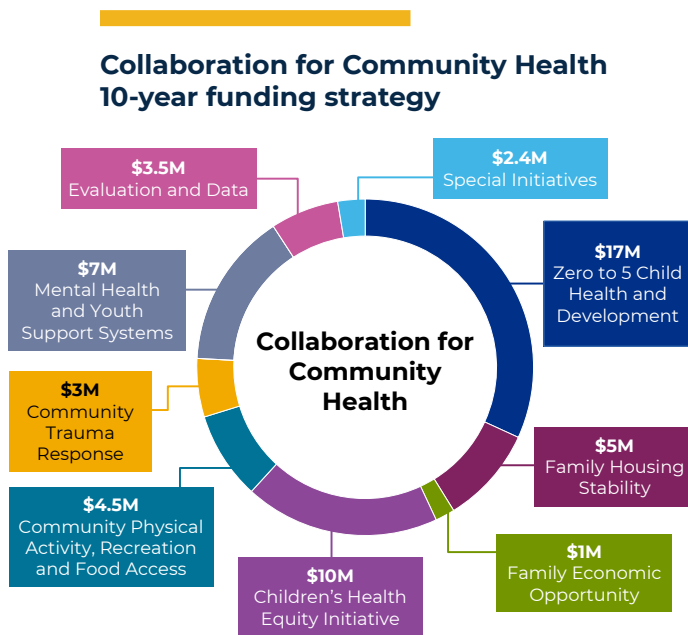 Collaboration for Community Health
10-year funding strategy
$3.5M
Evaluation and Data
$2.4M
Special Initiatives
$7M
Mental Health
and Youth
Support Systems
$17M
Zero to 5 Child
Health and
Development
Collaboration for
Community
Health
$3M
Community
Trauma
Response
$5M
Family Housing
Stability
$4.5M
Community Physical
Activity, Recreation
and Food Access
$10M
Children’s Health
Equity Initiative
$1M
Family Economic
Opportunity